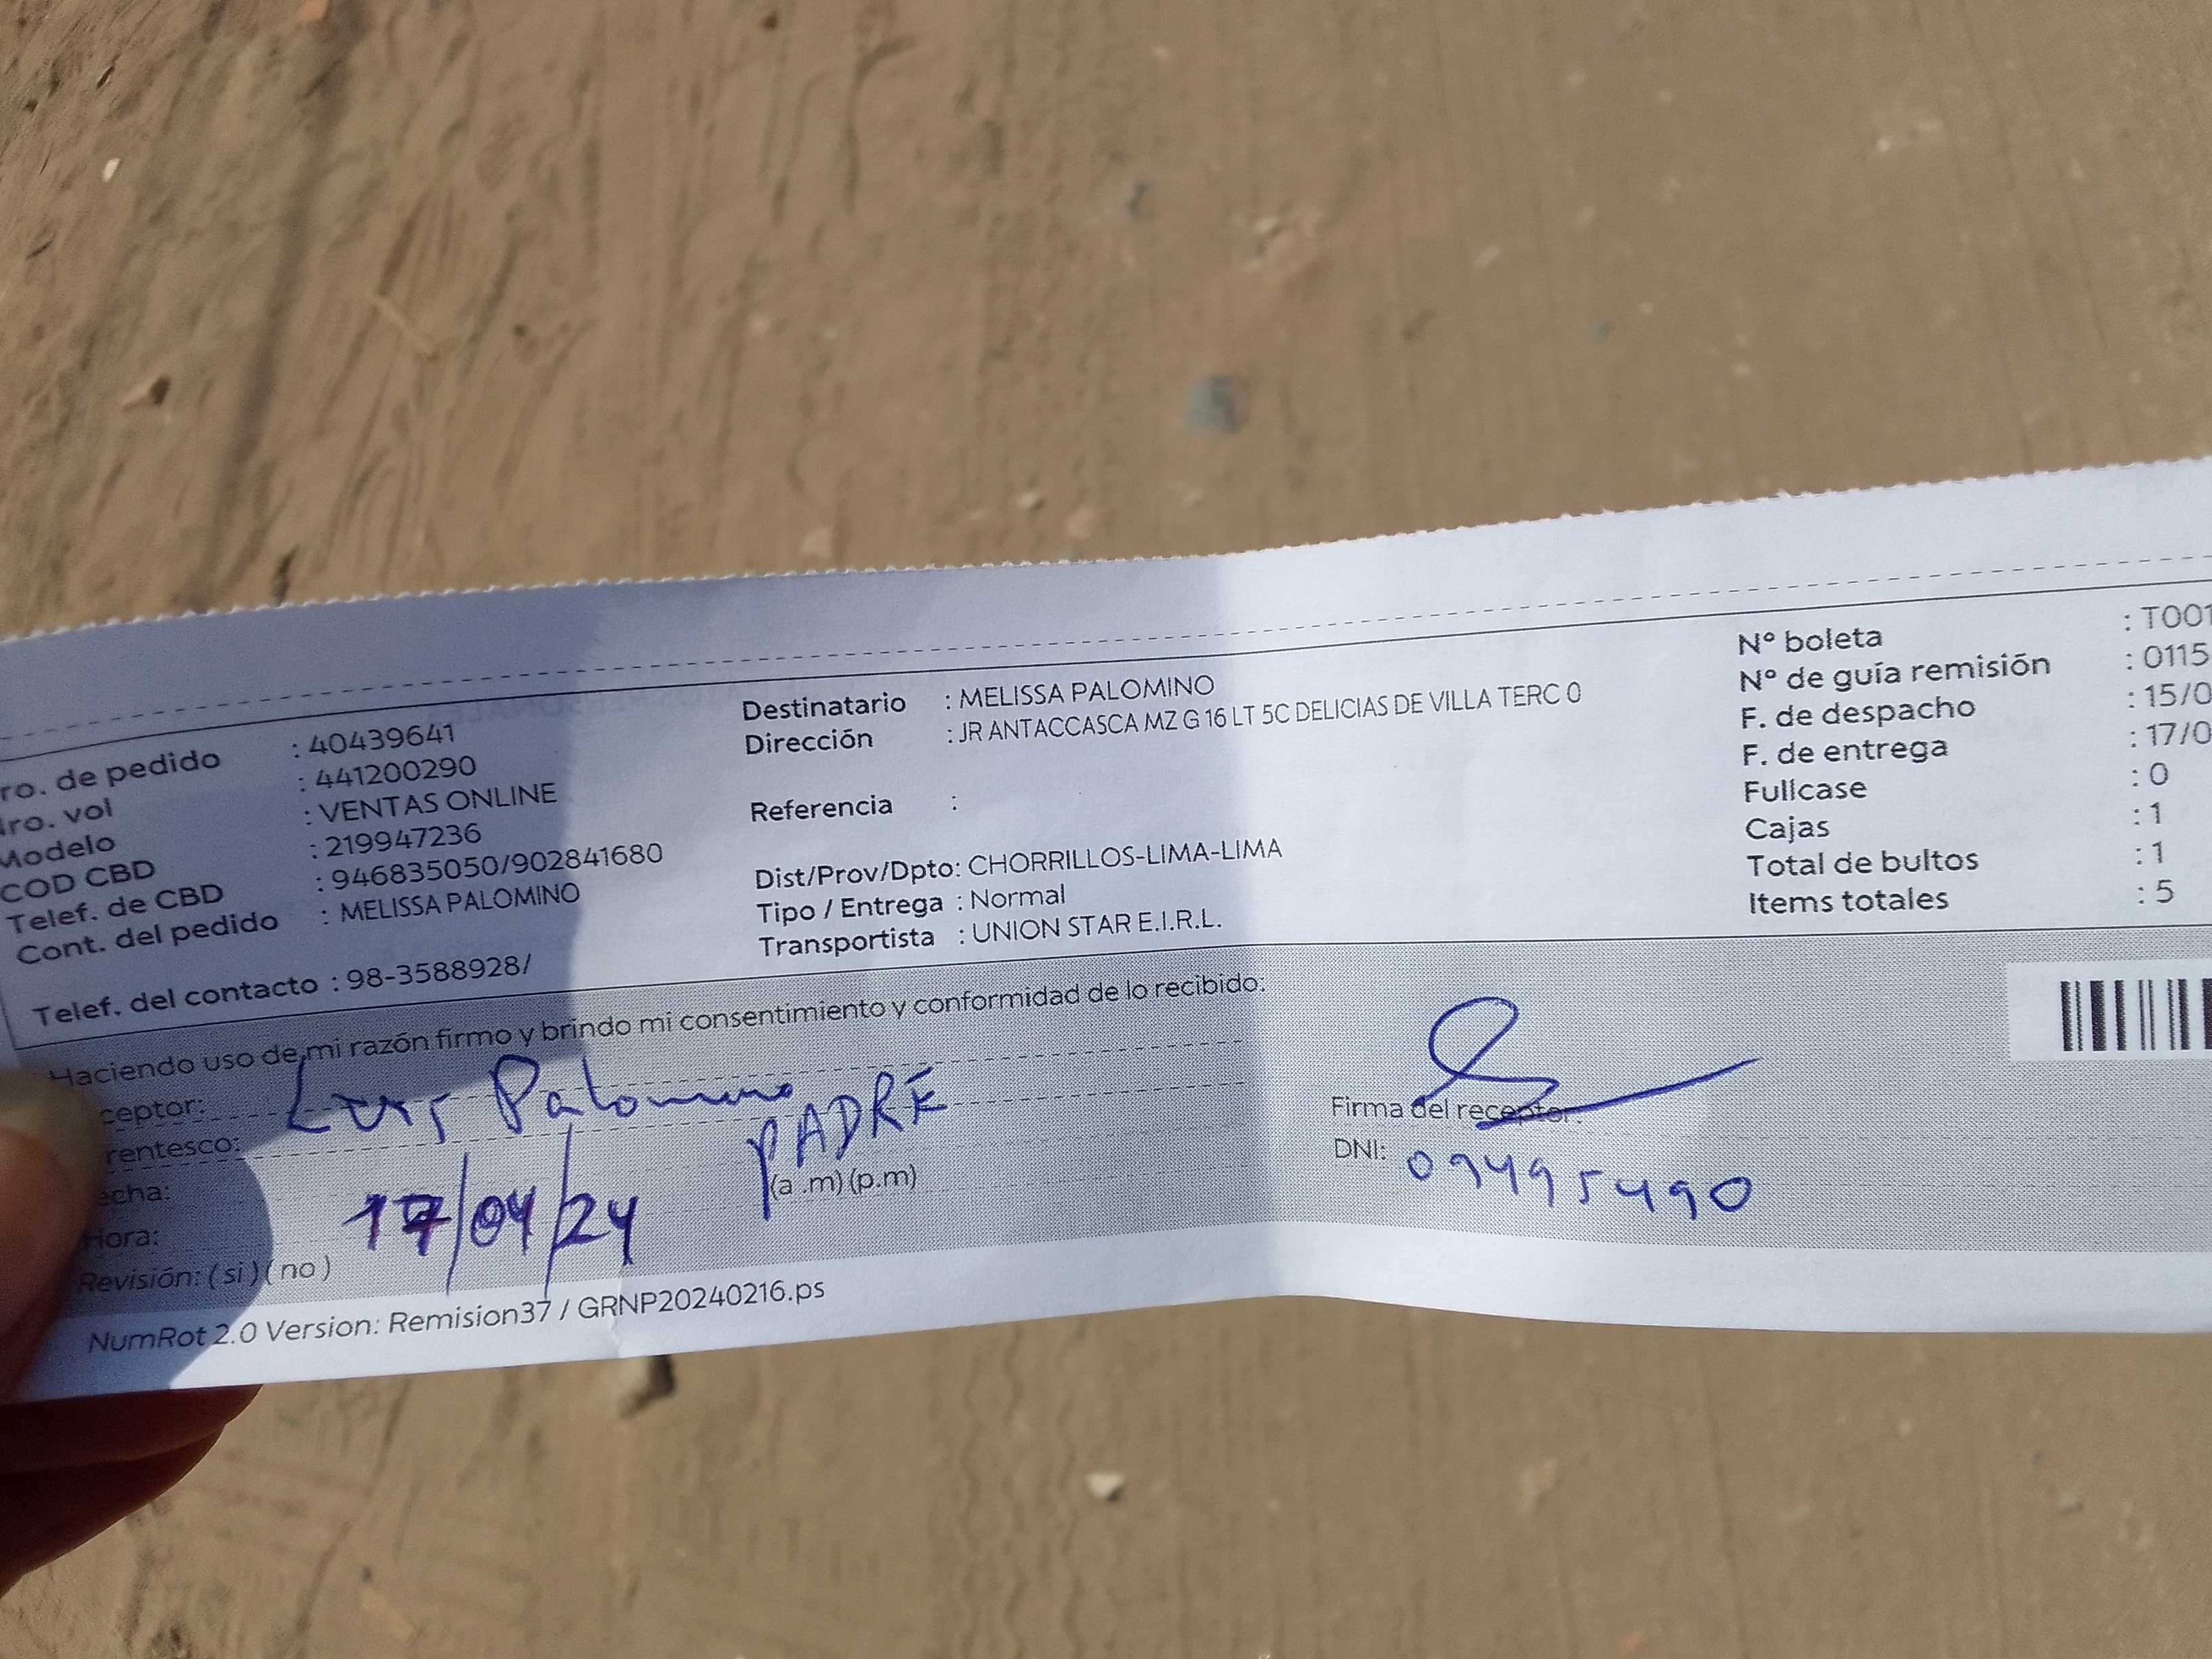 ro. de pedido : 40439641
ro. vol : 441200290
Modelo : VENTAS ONLINE
COD CBD : 219947236
Telef. de CBD : 946835050/902841680
Cont. del pedido : MELISSA PALOMINO
Telef. del contacto : 98-3588928/
Destinatario : MELISSA PALOMINO
Dirección : JR ANTACCASCA MZ G 16 LT 5C DELICIAS DE VILLA TERC 0
Referencia :
Dist/Prov/Dpto: CHORRILLOS-LIMA-LIMA
Tipo / Entrega : Normal
Transportista : UNION STAR E.I.R.L.
N° boleta : T001
N° de guía remisión : 0115
F. de despacho : 15/0
F. de entrega : 17/0
Fullcase : 0
Cajas : 1
Total de bultos : 1
Items totales : 5
Haciendo uso de mi razón firmo y brindo mi consentimiento y conformidad de lo recibido:
ceptor: Luis Palomino
rentesco: PADRE
echa: 17/04/24
Hora: (a .m) (p.m)
Revisión: ( si ) ( no )
Firma del receptor:
DNI: 09495490
NumRot 2.0 Version: Remision37 / GRNP20240216.ps